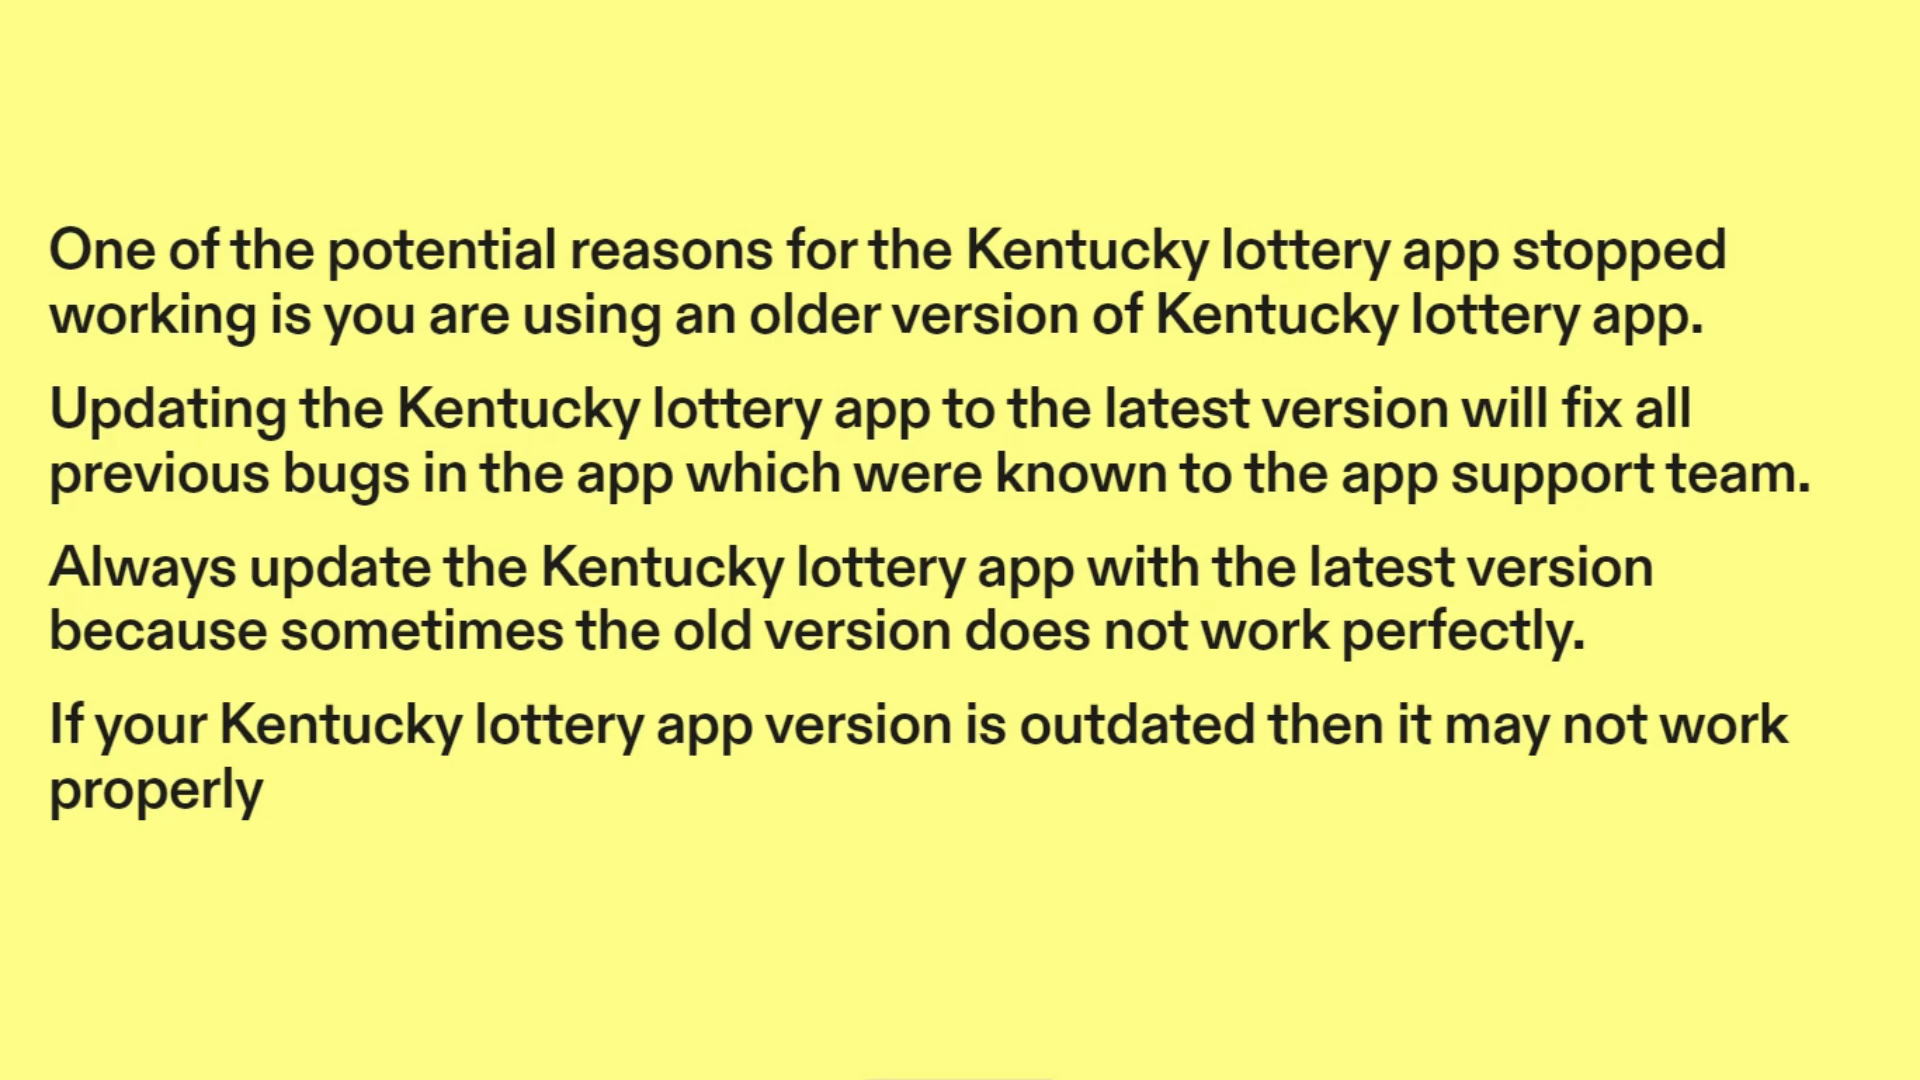 One of the potential reasons for the Kentucky lottery app stopped
working is you are using an older version of Kentucky lottery app.
Updating the Kentucky lottery app to the latest version will fix all
previous bugs in the app which were known to the app support team.
Always update the Kentucky lottery app with the latest version
because sometimes the old version does not work perfectly.
If your Kentucky lottery app version is outdated then it may not work
properly